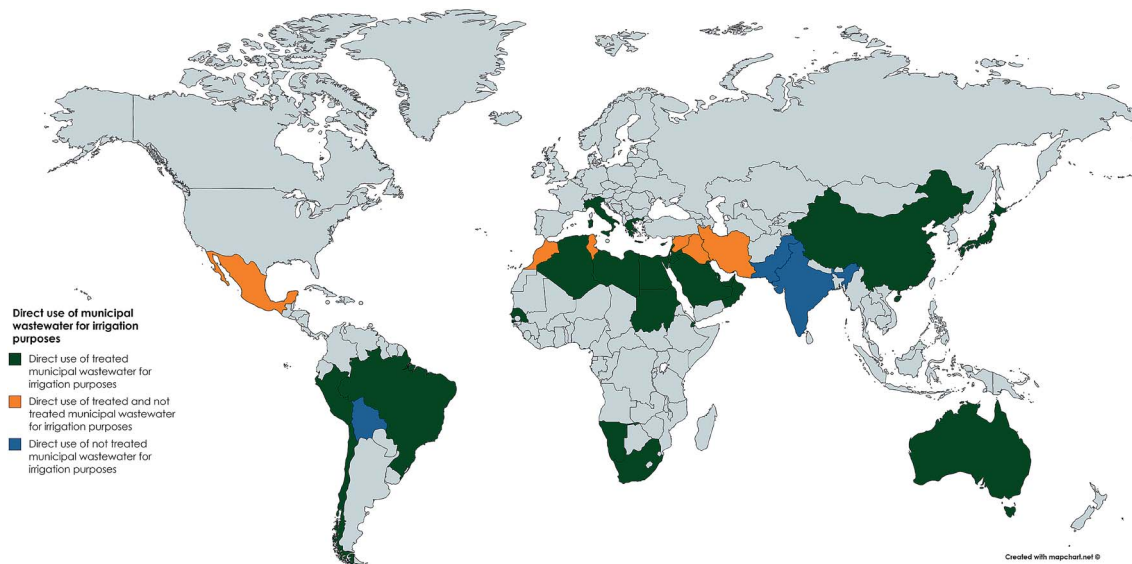 Direct use of municipal
wastewater for irrigation
purposes
Direct use of treated
municipal wastewater for
irrigation purposes
Direct use of treated and not
treated municipal wastewater
for irrigation purposes
Direct use of not treated
municipal wastewater for
irrigation purposes
Created with mapchart.net ©